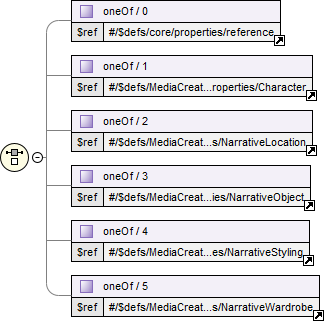 oneOf / 0
$ref #/$defs/core/properties/reference
oneOf / 1
$ref #/$defs/MediaCreat...roperties/Character
oneOf / 2
$ref #/$defs/MediaCreat...s/NarrativeLocation
oneOf / 3
$ref #/$defs/MediaCreat...ies/NarrativeObject
oneOf / 4
$ref #/$defs/MediaCreat...es/NarrativeStyling
oneOf / 5
$ref #/$defs/MediaCreat...s/NarrativeWardrobe